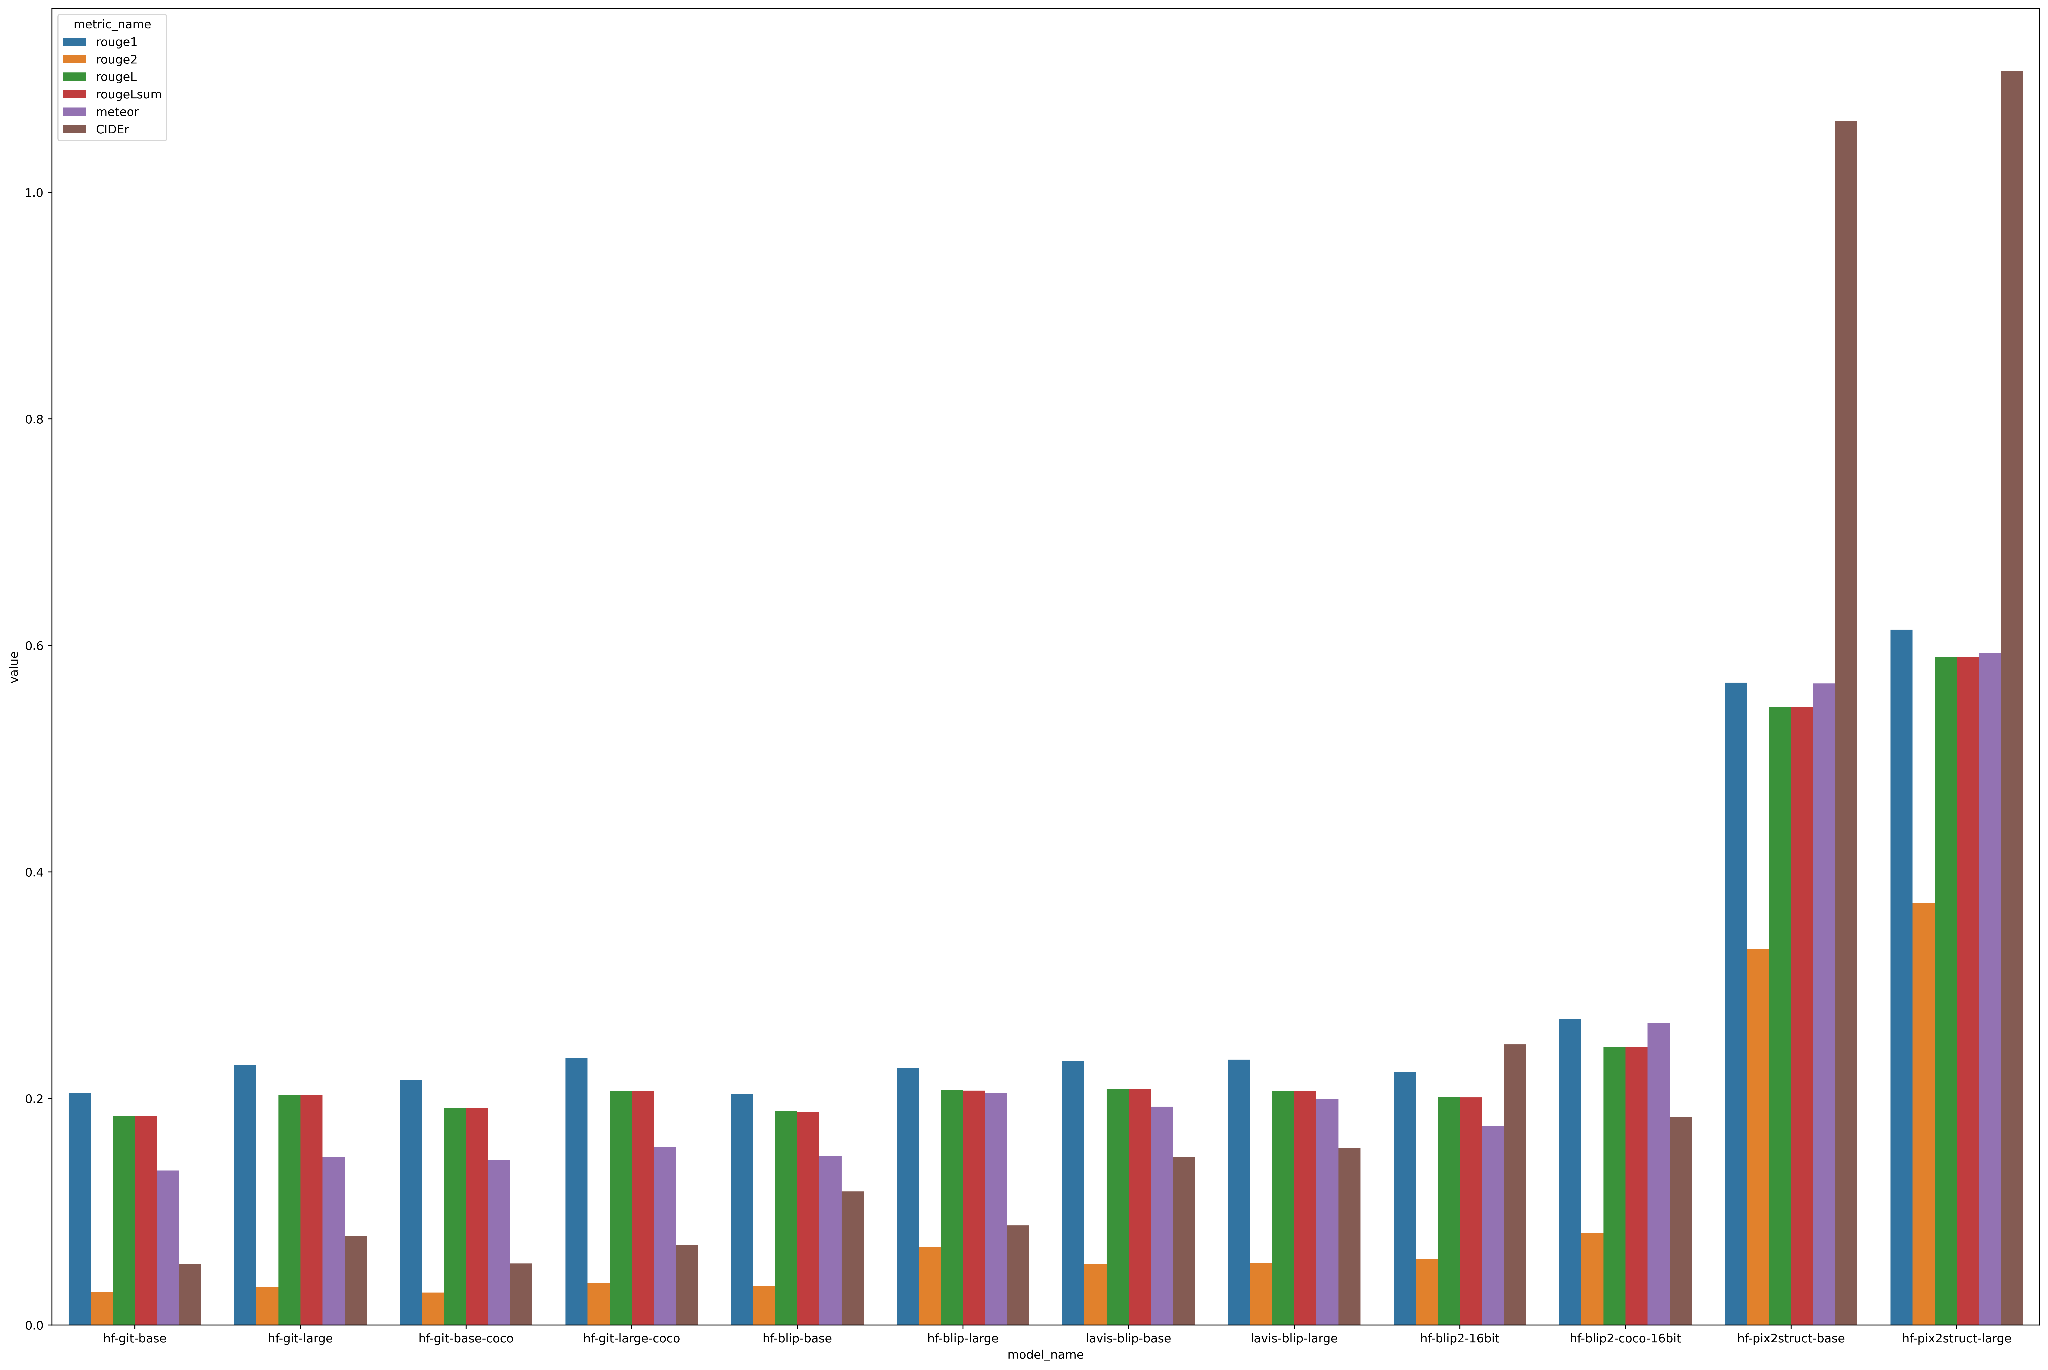 metric_name
rouge1
rouge2
rougeL
rougeLsum
meteor
CIDEr
1.0
0.8
0.6
0.4
0.2
0.0
value
hf-git-base hf-git-large hf-git-base-coco hf-git-large-coco hf-blip-base hf-blip-large lavis-blip-base lavis-blip-large hf-blip2-16bit hf-blip2-coco-16bit hf-pix2struct-base hf-pix2struct-large
model_name